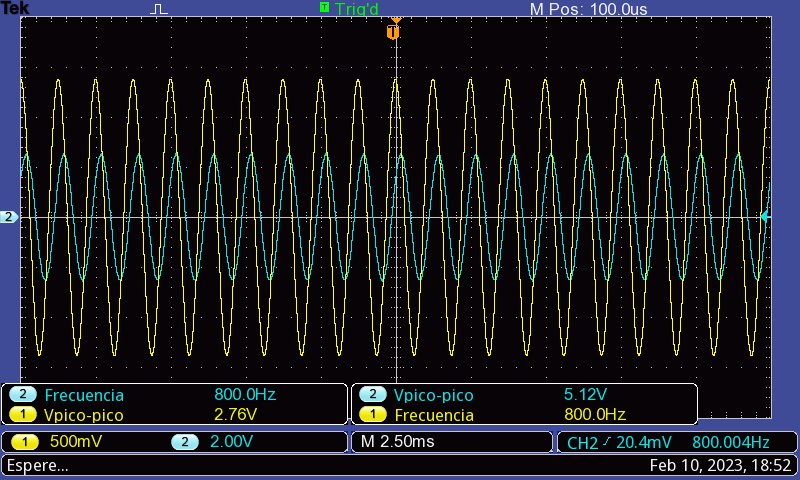 Tek T Trig'd M Pos: 100.0us
T
2
2 Frecuencia 800.0Hz 2 Vpico-pico 5.12V
1 Vpico-pico 2.76V 1 Frecuencia 800.0Hz
1 500mV 2 2.00V M 2.50ms CH2 20.4mV 800.004Hz
Espere... Feb 10, 2023, 18:52